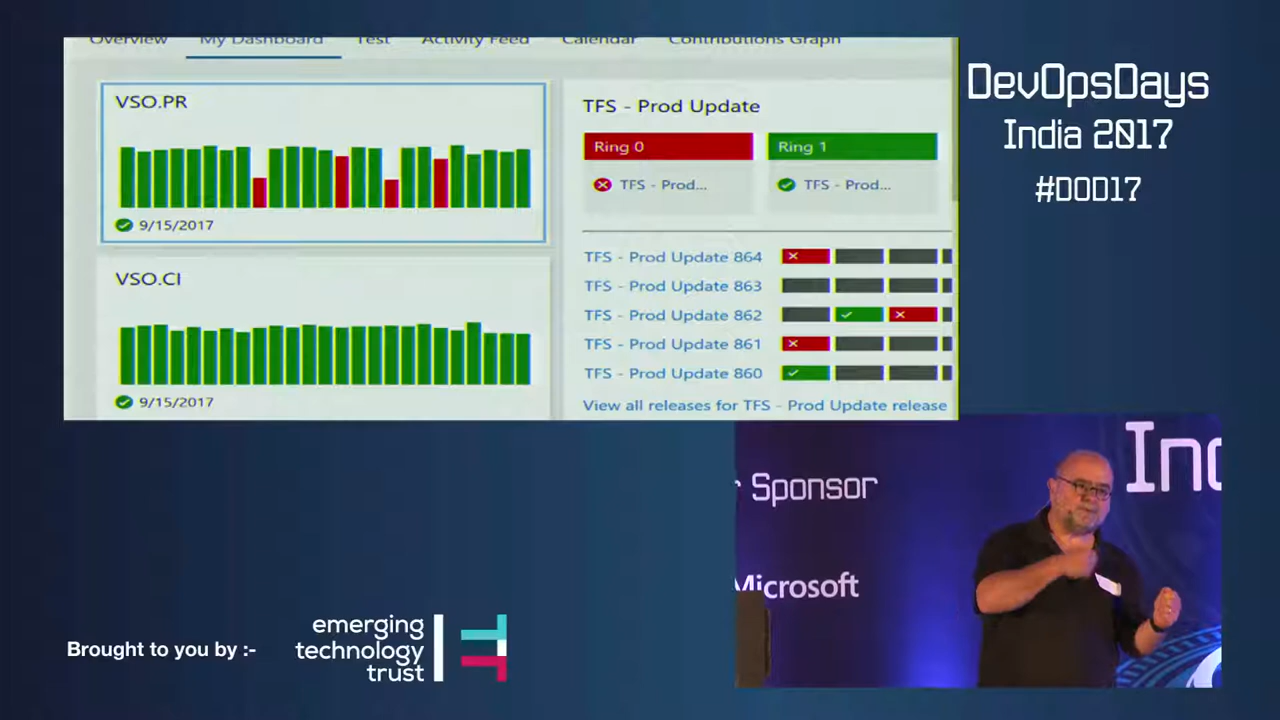 Overview My Dashboard Test Activity Feed Calendar Contributions Graph
VSO.PR
9/15/2017
VSO.CI
9/15/2017
TFS - Prod Update
Ring 0 Ring 1
TFS - Prod... TFS - Prod...
TFS - Prod Update 864
TFS - Prod Update 863
TFS - Prod Update 862
TFS - Prod Update 861
TFS - Prod Update 860
View all releases for TFS - Prod Update release
DevOpsDays
India 2017
#DOD17
r Sponsor
Ind
Microsoft
Brought to you by :-
emerging
technology
trust